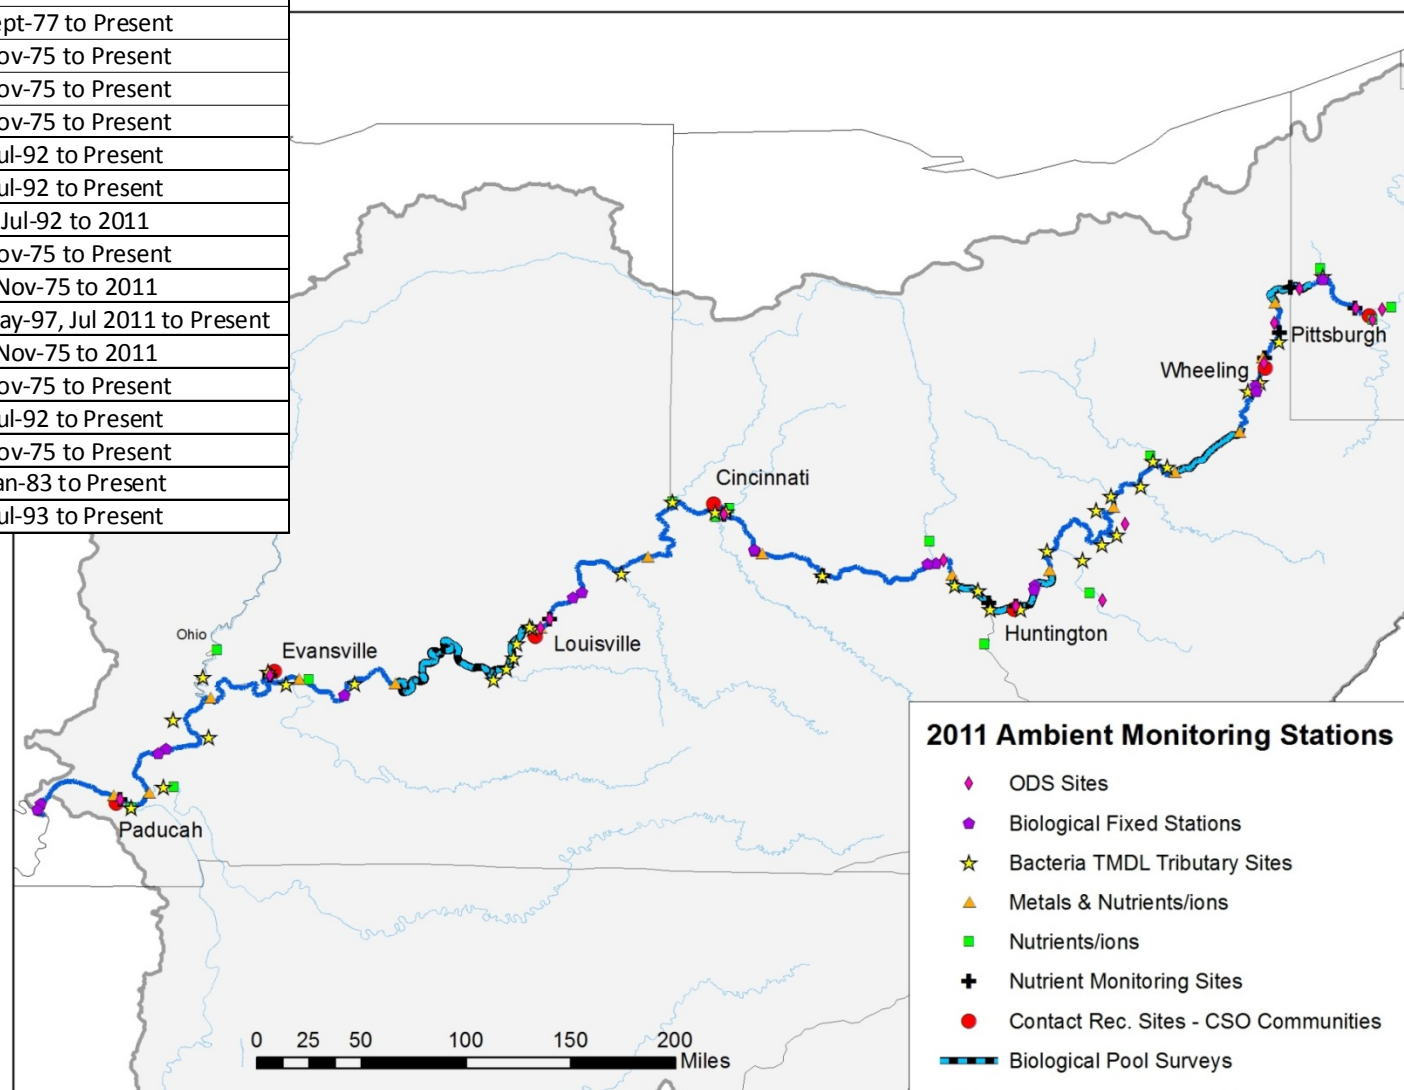 ept-77 to Present
ov-75 to Present
ov-75 to Present
ov-75 to Present
ul-92 to Present
ul-92 to Present
Jul-92 to 2011
ov-75 to Present
Nov-75 to 2011
ay-97, Jul 2011 to Present
Nov-75 to 2011
ov-75 to Present
ul-92 to Present
ov-75 to Present
an-83 to Present
ul-93 to Present
Pittsburgh
Wheeling
Cincinnati
Huntington
Ohio
Evansville
Louisville
Paducah
2011 Ambient Monitoring Stations
ODS Sites
Biological Fixed Stations
Bacteria TMDL Tributary Sites
Metals & Nutrients/ions
Nutrients/ions
Nutrient Monitoring Sites
Contact Rec. Sites - CSO Communities
Biological Pool Surveys
0 25 50 100 150 200
Miles